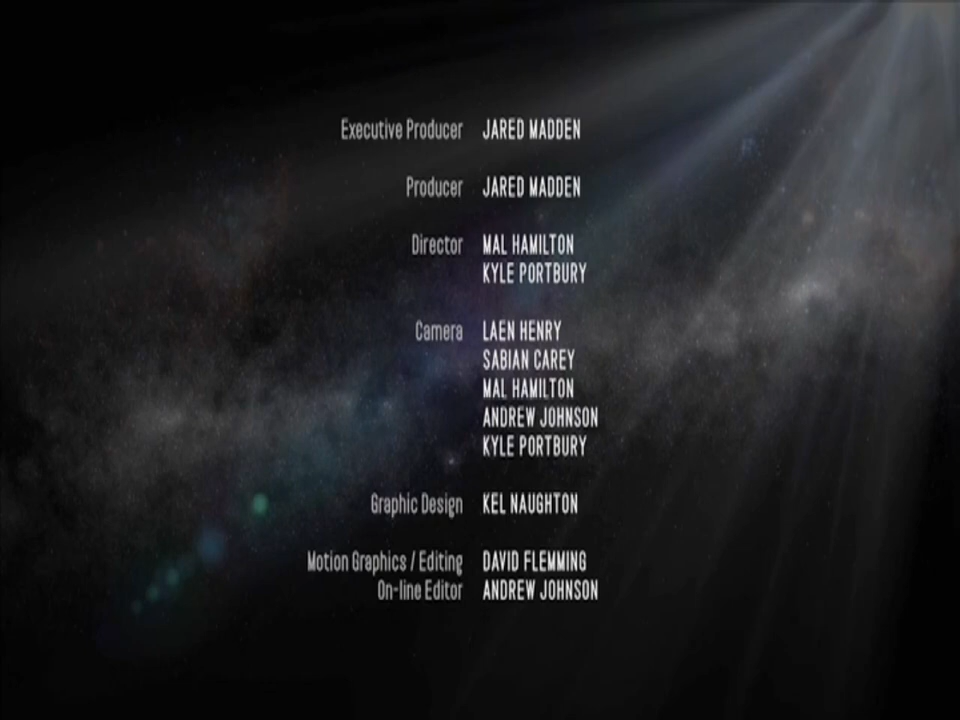 Executive Producer JARED MADDEN
Producer JARED MADDEN
Director MAL HAMILTON
KYLE PORTBURY
Camera LAEN HENRY
SABIAN CAREY
MAL HAMILTON
ANDREW JOHNSON
KYLE PORTBURY
Graphic Design KEL NAUGHTON
Motion Graphics / Editing DAVID FLEMMING
On-line Editor ANDREW JOHNSON